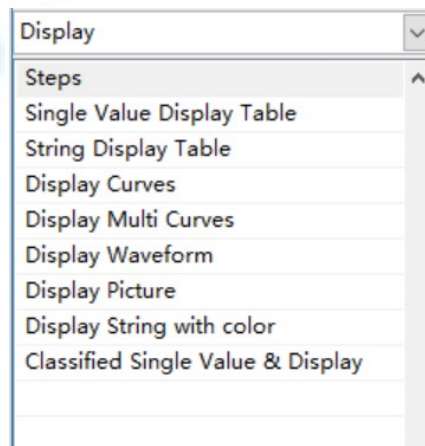 Display
Steps
Single Value Display Table
String Display Table
Display Curves
Display Multi Curves
Display Waveform
Display Picture
Display String with color
Classified Single Value & Display